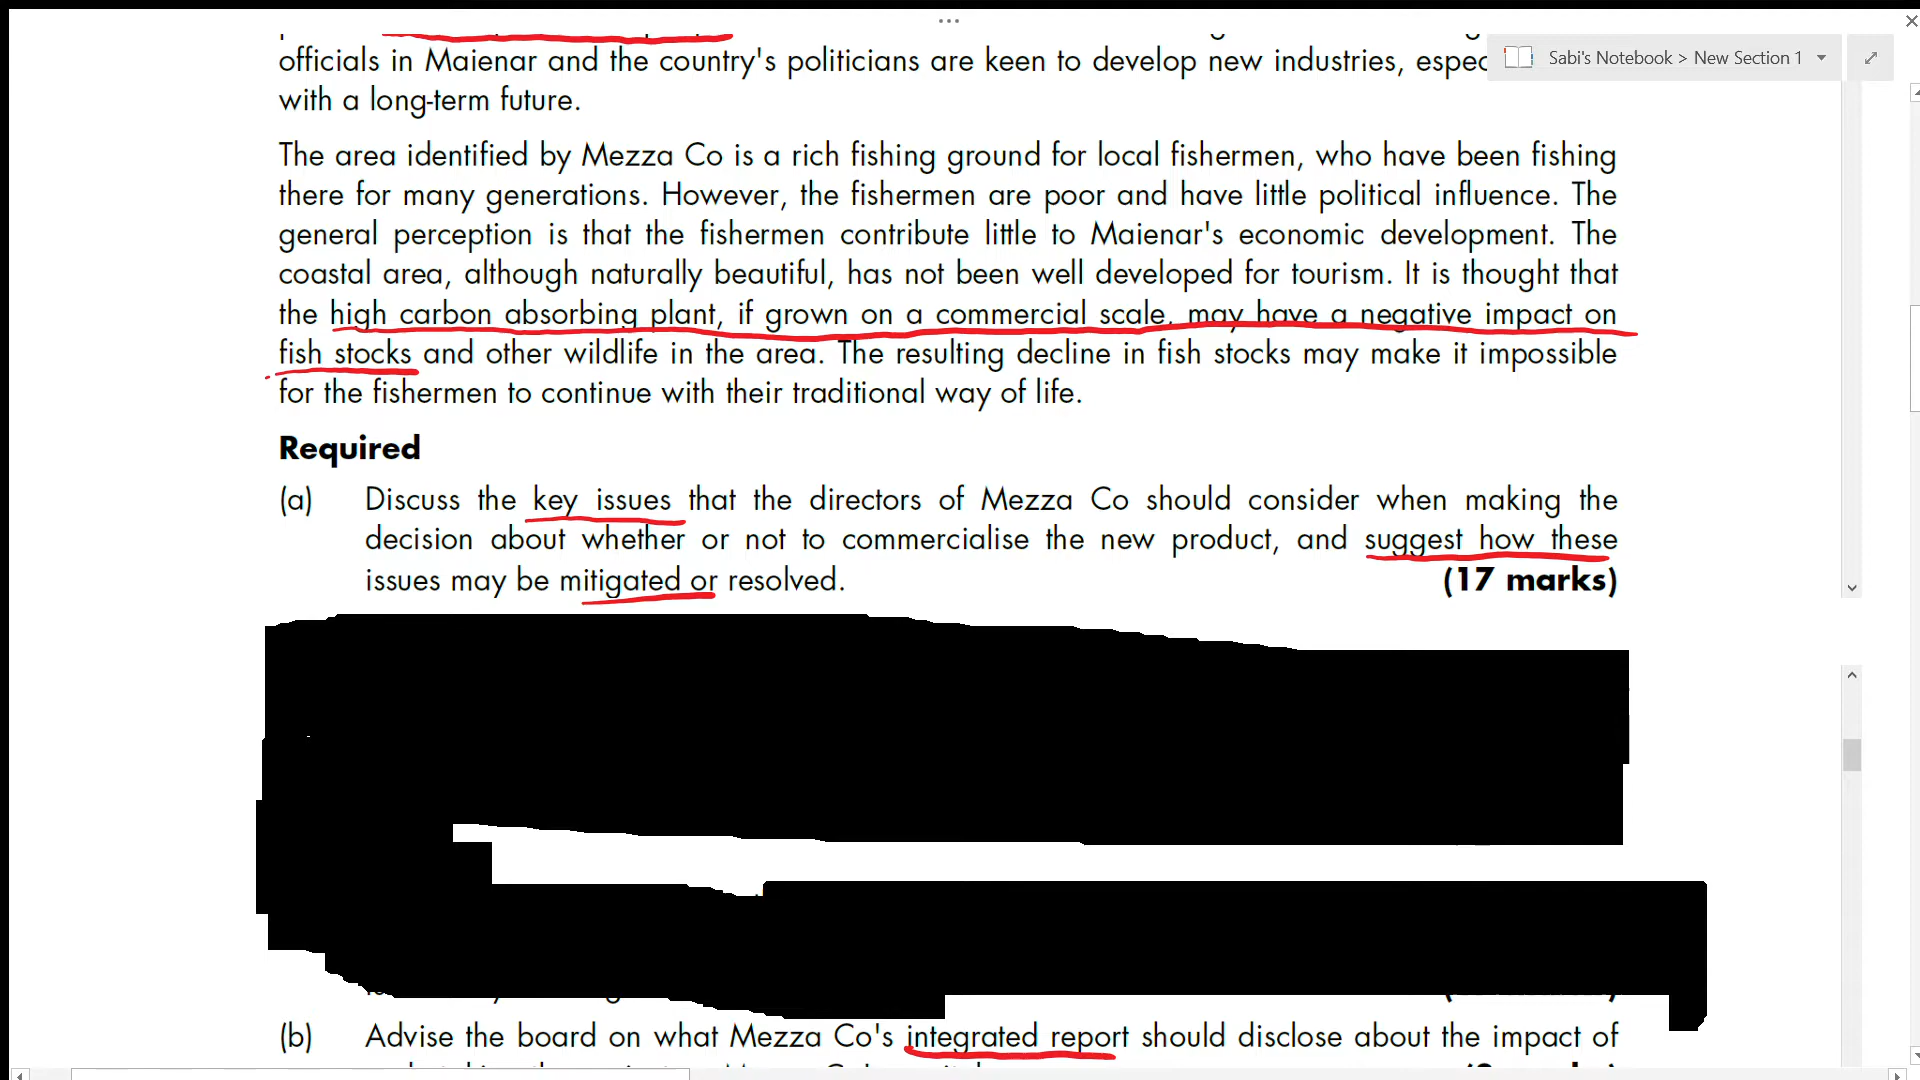 officials in Maienar and the country's politicians are keen to develop new industries,
Sabi's Notebook > New Section 1
with a long-term future.
The area identified by Mezza Co is a rich fishing ground for local fishermen, who have been fishing
there for many generations. However, the fishermen are poor and have little political influence. The
general perception is that the fishermen contribute little to Maienar's economic development. The
coastal area, although naturally beautiful, has not been well developed for tourism. It is thought that
the high carbon absorbing plant, if grown on a commercial scale, may have a negative impact on
fish stocks and other wildlife in the area. The resulting decline in fish stocks may make it impossible
for the fishermen to continue with their traditional way of life.
Required
(a) Discuss the key issues that the directors of Mezza Co should consider when making the
decision about whether or not to commercialise the new product, and suggest how these
issues may be mitigated or resolved. (17 marks)
(b) Advise the board on what Mezza Co's integrated report should disclose about the impact of